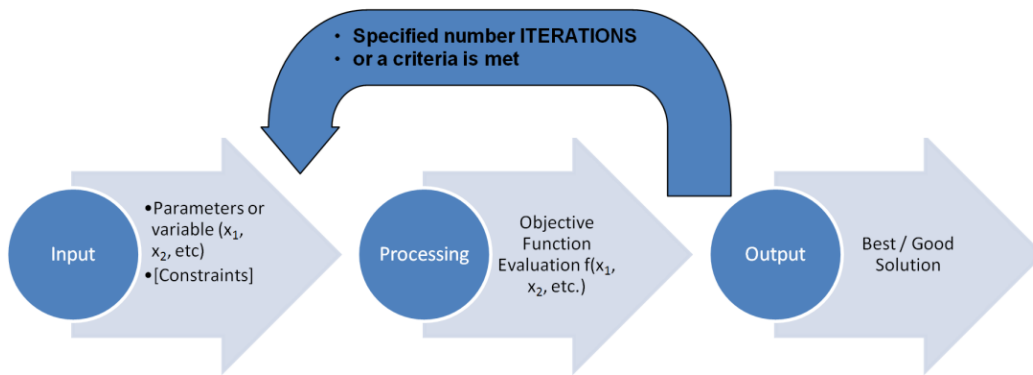 • Specified number ITERATIONS
• or a criteria is met
Input
•Parameters or
variable (x₁,
x₂, etc)
•[Constraints]
Processing
Objective
Function
Evaluation f(x₁,
x₂, etc.)
Output
Best / Good
Solution